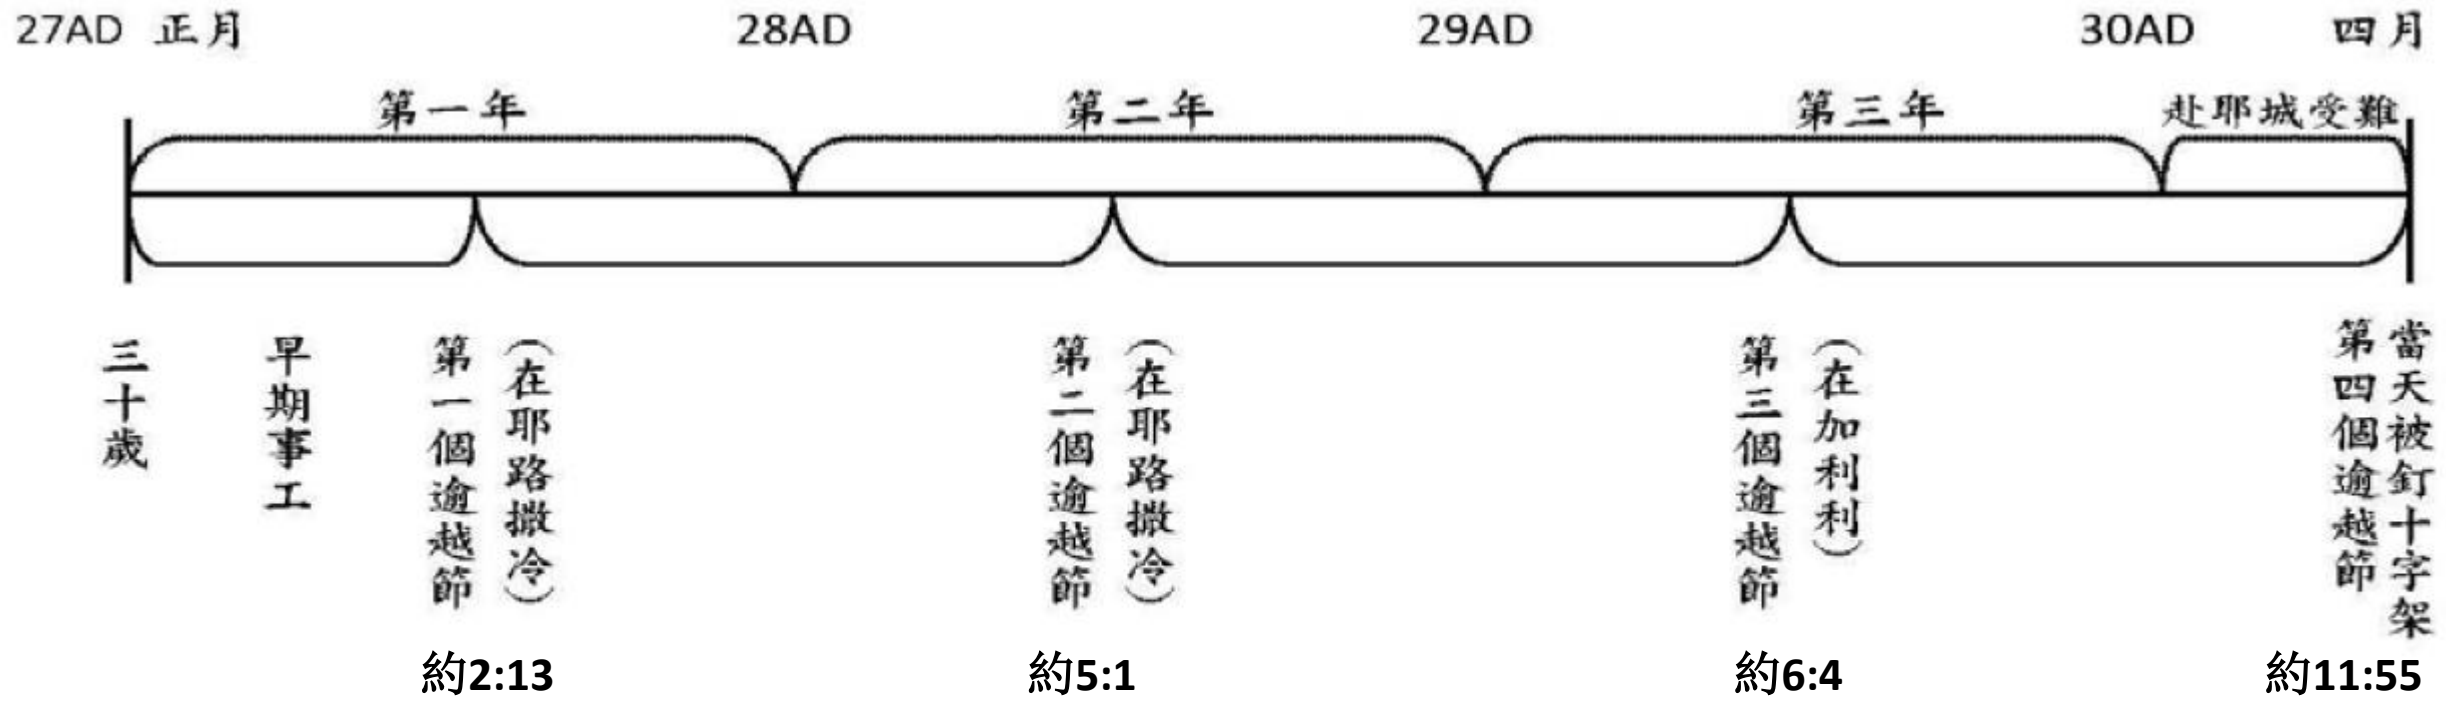 27AD 正月
28AD
29AD
30AD 四月
第一年
第二年
第三年
赴耶城受難
三十歲
早期事工
第一個逾越節
(在耶路撒冷)
第二個逾越節
(在耶路撒冷)
第三個逾越節
(在加利利)
第四個逾越節
當天被釘十字架
約2:13
約5:1
約6:4
約11:55